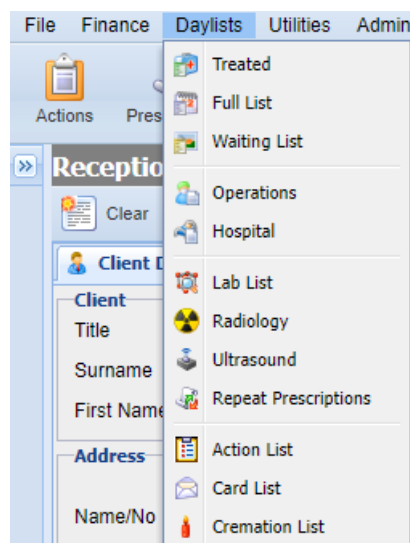 File Finance Daylists Utilities Admin
Actions
Treated
Full List
Waiting List
Operations
Hospital
Lab List
Radiology
Ultrasound
Repeat Prescriptions
Action List
Card List
Cremation List
Receptio
Clear
Client D
Client
Title
Surname
First Name
Address
Name/No